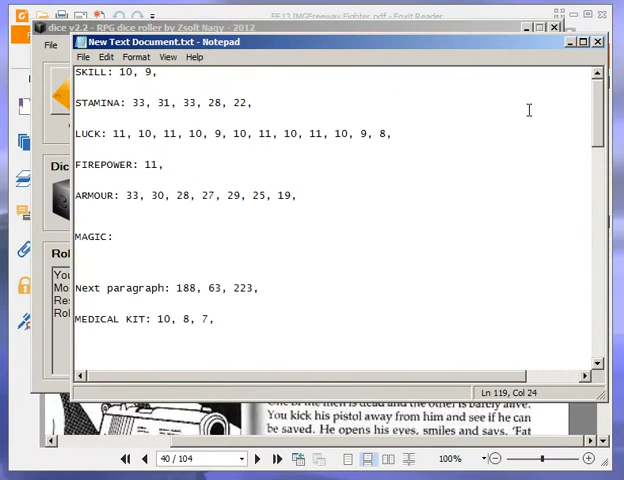 FF13.IMGFreeway Fighter.pdf - Foxit Reader
dice v2.2 - RPG dice roller by Zsolt Nagy - 2012
File
New Text Document.txt - Notepad
File Edit Format View Help
SKILL: 10, 9,
STAMINA: 33, 31, 33, 28, 22,
LUCK: 11, 10, 11, 10, 9, 10, 11, 10, 11, 10, 9, 8,
FIREPOWER: 11,
Dic
ARMOUR: 33, 30, 28, 27, 29, 25, 19,
MAGIC:
Rol
You
Mo
Res
Rol
Next paragraph: 188, 63, 223,
MEDICAL KIT: 10, 8, 7,
Ln 119, Col 24
One of the men is dead and the other is barely alive.
You kick his pistol away from him and see if he can
be saved. He opens his eyes, smiles and says, 'Fat
40 / 104
100%